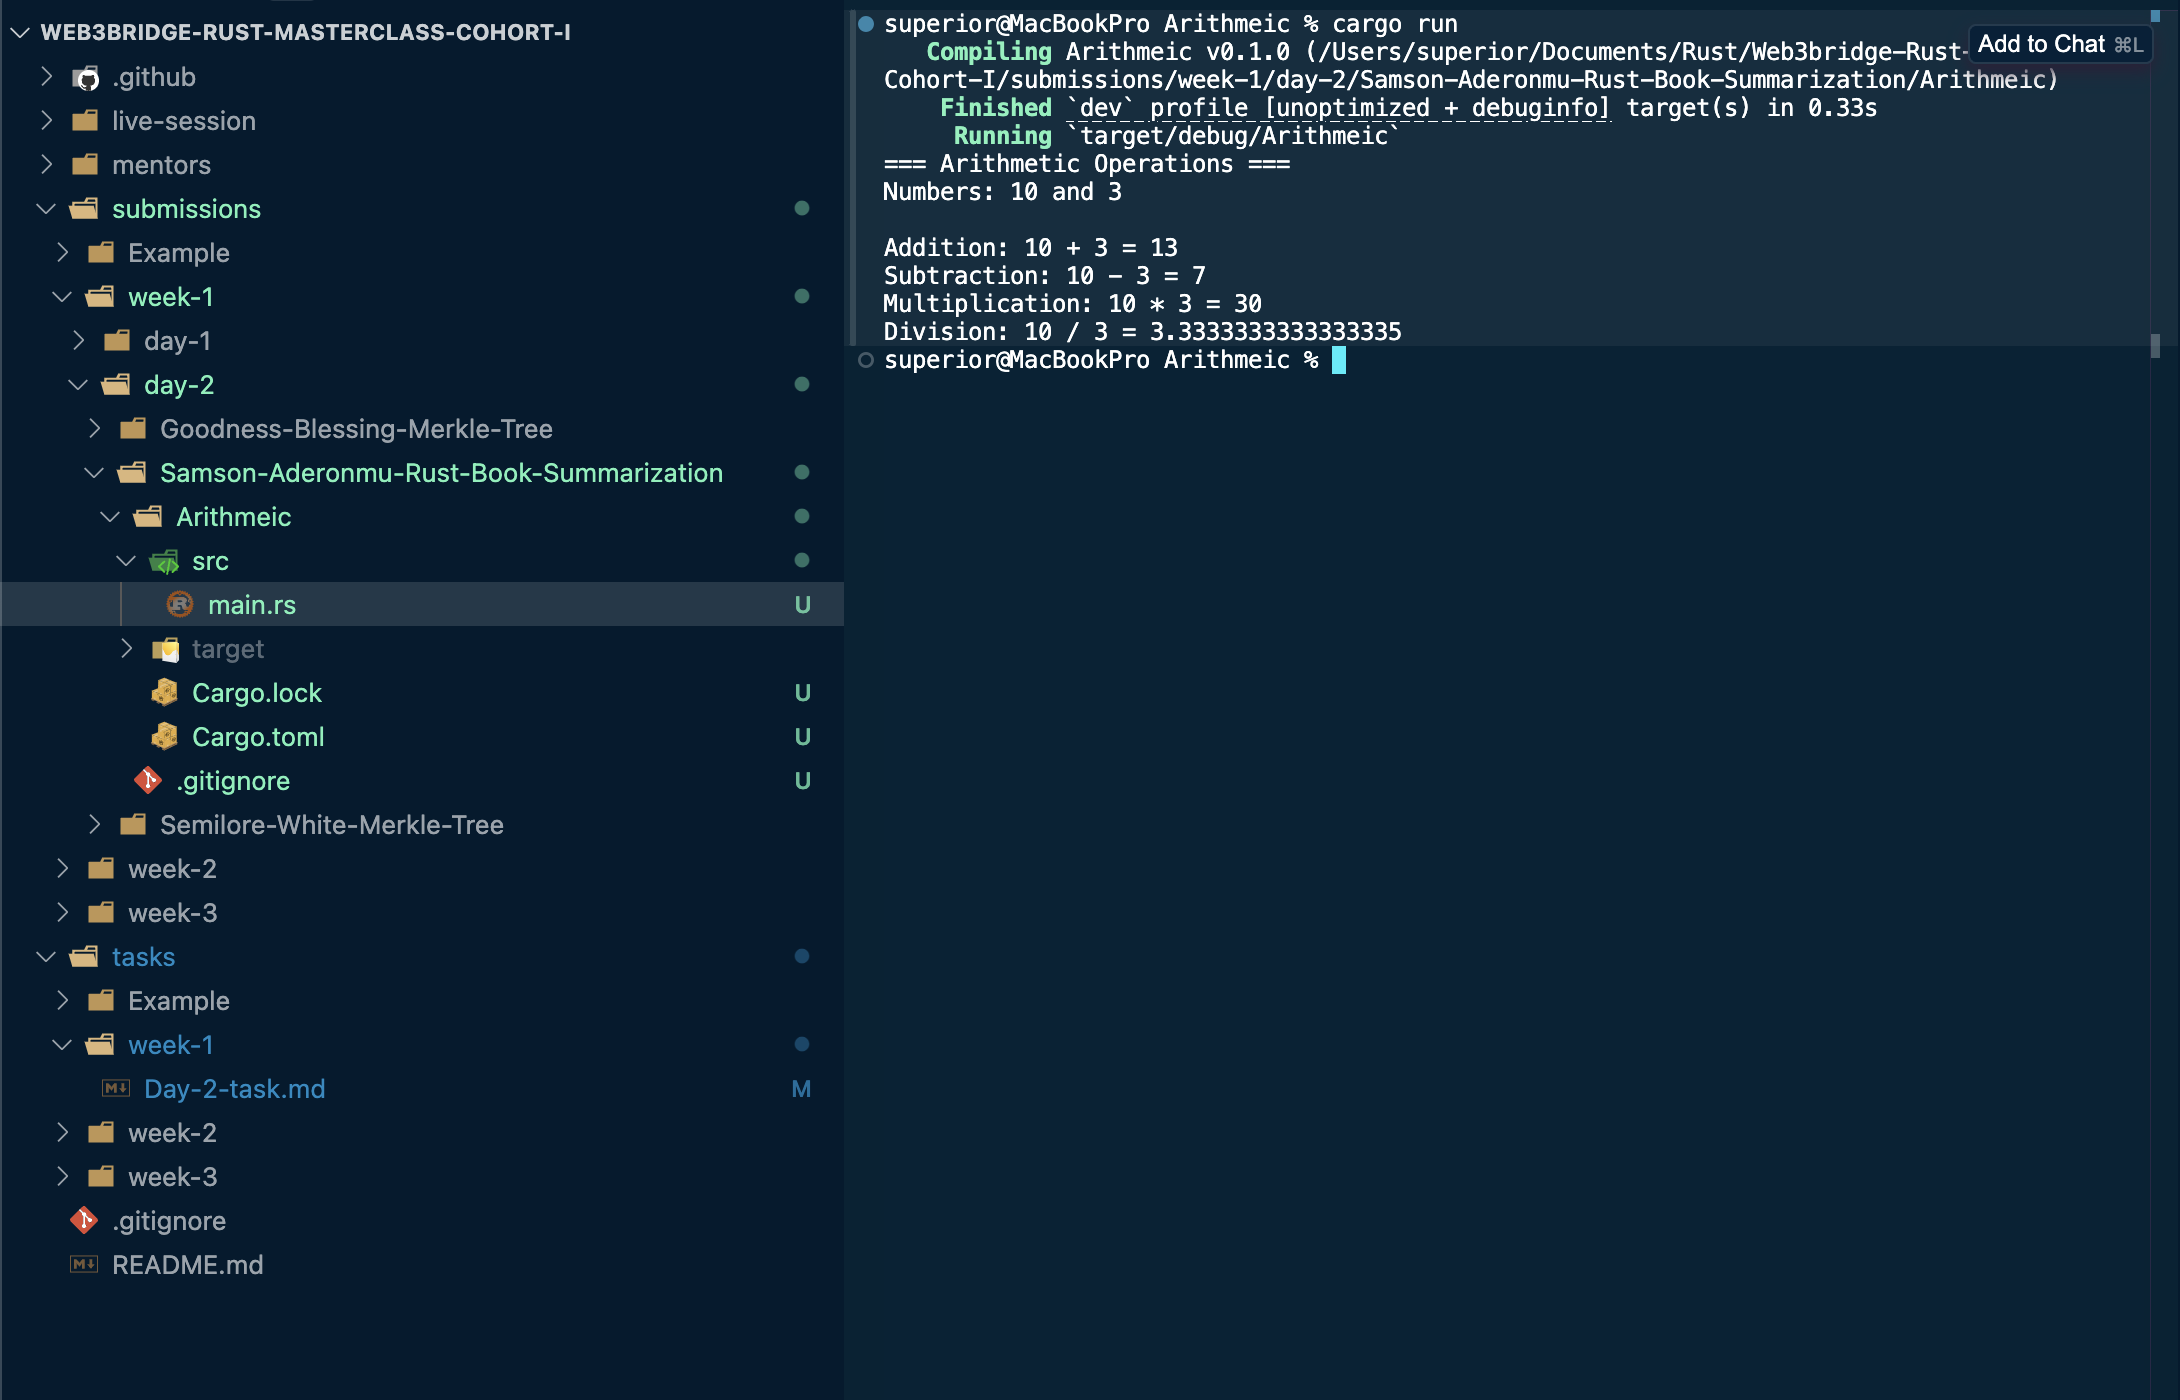 WEB3BRIDGE-RUST-MASTERCLASS-COHORT-I
.github
live-session
mentors
submissions
Example
week-1
day-1
day-2
Goodness-Blessing-Merkle-Tree
Samson-Aderonmu-Rust-Book-Summarization
Arithmeic
src
main.rs U
target
Cargo.lock U
Cargo.toml U
.gitignore U
Semilore-White-Merkle-Tree
week-2
week-3
tasks
Example
week-1
Day-2-task.md M
week-2
week-3
.gitignore
README.md
superior@MacBookPro Arithmeic % cargo run
Compiling Arithmeic v0.1.0 (/Users/superior/Documents/Rust/Web3bridge-Rust-
Add to Chat ⌘L
Cohort-I/submissions/week-1/day-2/Samson-Aderonmu-Rust-Book-Summarization/Arithmeic)
Finished `dev` profile [unoptimized + debuginfo] target(s) in 0.33s
Running `target/debug/Arithmeic`
=== Arithmetic Operations ===
Numbers: 10 and 3
Addition: 10 + 3 = 13
Subtraction: 10 - 3 = 7
Multiplication: 10 * 3 = 30
Division: 10 / 3 = 3.3333333333333335
superior@MacBookPro Arithmeic %